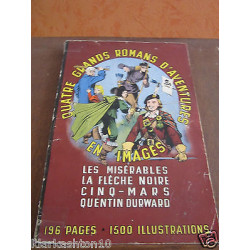 QUATRE GRANDS ROMANS D'AVENTURES
EN IMAGES
LES MISÉRABLES
LA FLÈCHE NOIRE
CINQ-MARS
QUENTIN DURWARD
196 PAGES - 1500 ILLUSTRATIONS
clarkashton10